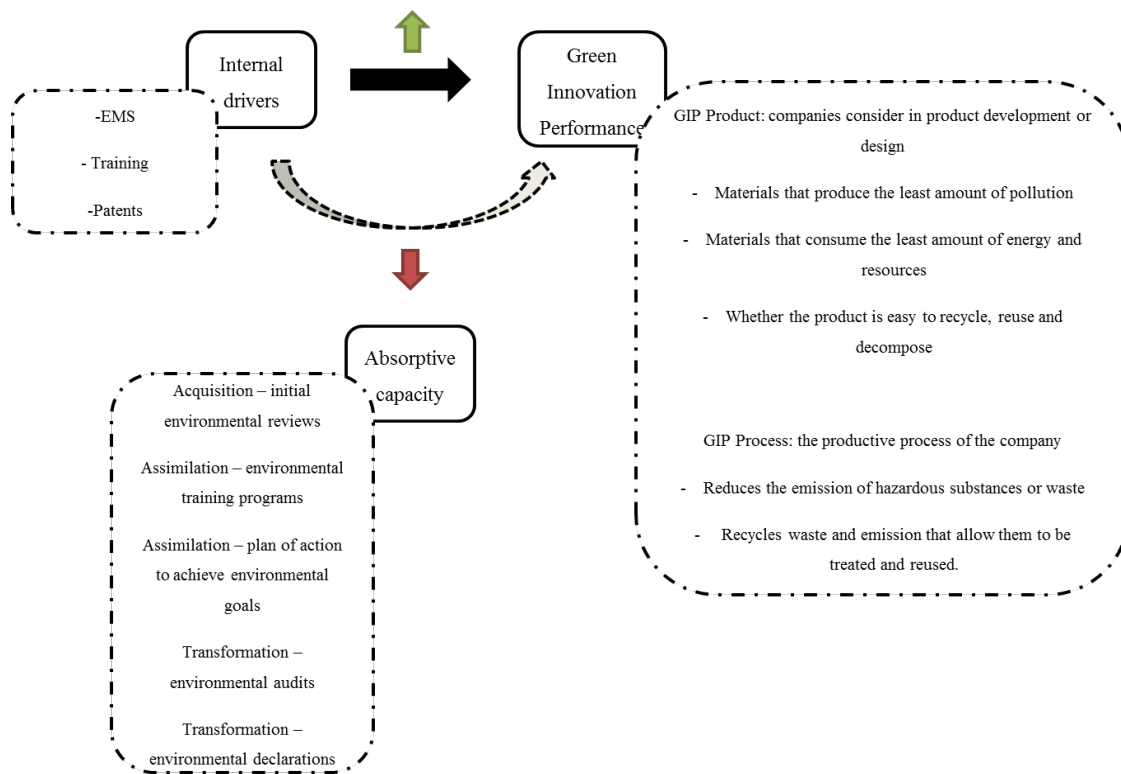 Internal
drivers
-EMS
- Training
-Patents
Green
Innovation
Performance
GIP Product: companies consider in product development or
design
- Materials that produce the least amount of pollution
- Materials that consume the least amount of energy and
resources
- Whether the product is easy to recycle, reuse and
decompose
GIP Process: the productive process of the company
- Reduces the emission of hazardous substances or waste
- Recycles waste and emission that allow them to be
treated and reused.
Absorptive
capacity
Acquisition – initial
environmental reviews
Assimilation – environmental
training programs
Assimilation – plan of action
to achieve environmental
goals
Transformation –
environmental audits
Transformation –
environmental declarations